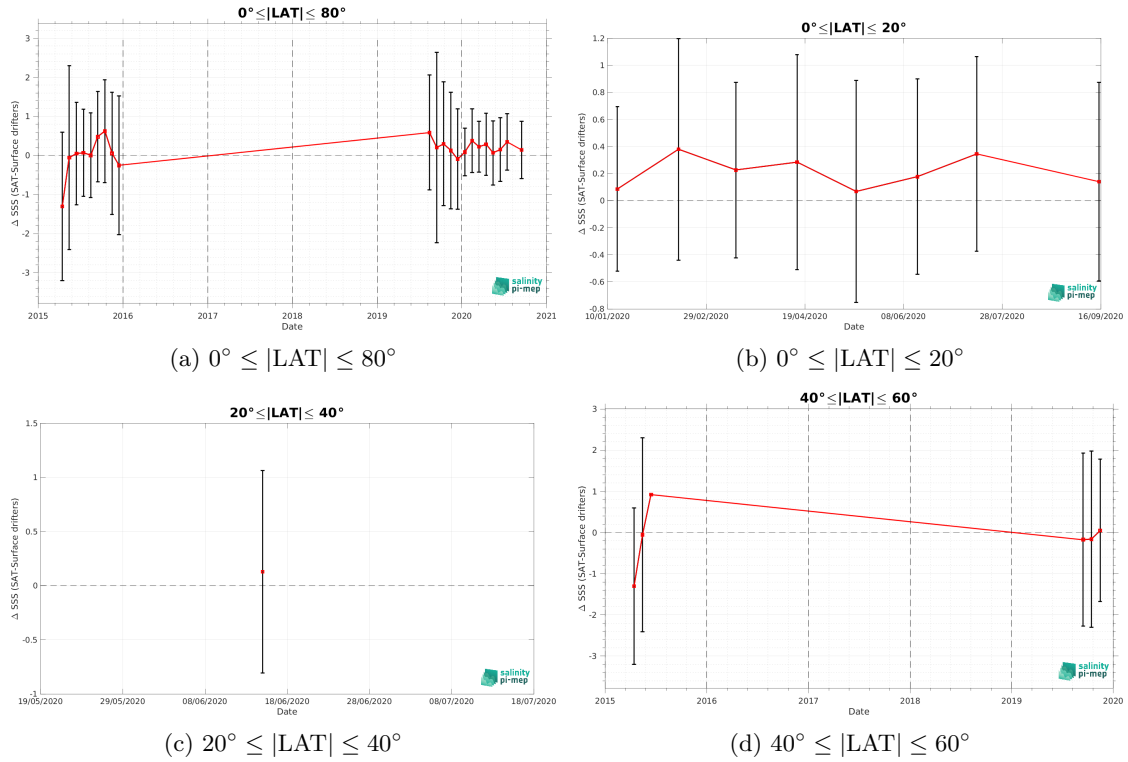 0°≤|LAT|≤ 80°
Δ SSS (SAT-Surface drifters)
3
2
1
0
-1
-2
-3
2015 2016 2017 2018 2019 2020 2021
Date
salinity
pi-mep
(a) 0° ≤ |LAT| ≤ 80°
0°≤|LAT|≤ 20°
Δ SSS (SAT-Surface drifters)
1.2
1
0.8
0.6
0.4
0.2
0
-0.2
-0.4
-0.6
-0.8
10/01/2020 29/02/2020 19/04/2020 08/06/2020 28/07/2020 16/09/2020
Date
salinity
pi-mep
(b) 0° ≤ |LAT| ≤ 20°
20°≤|LAT|≤ 40°
Δ SSS (SAT-Surface drifters)
1.5
1
0.5
0
-0.5
-1
19/05/2020 29/05/2020 08/06/2020 18/06/2020 28/06/2020 08/07/2020 18/07/2020
Date
salinity
pi-mep
(c) 20° ≤ |LAT| ≤ 40°
40°≤|LAT|≤ 60°
Δ SSS (SAT-Surface drifters)
3
2
1
0
-1
-2
-3
2015 2016 2017 2018 2019 2020
Date
salinity
pi-mep
(d) 40° ≤ |LAT| ≤ 60°